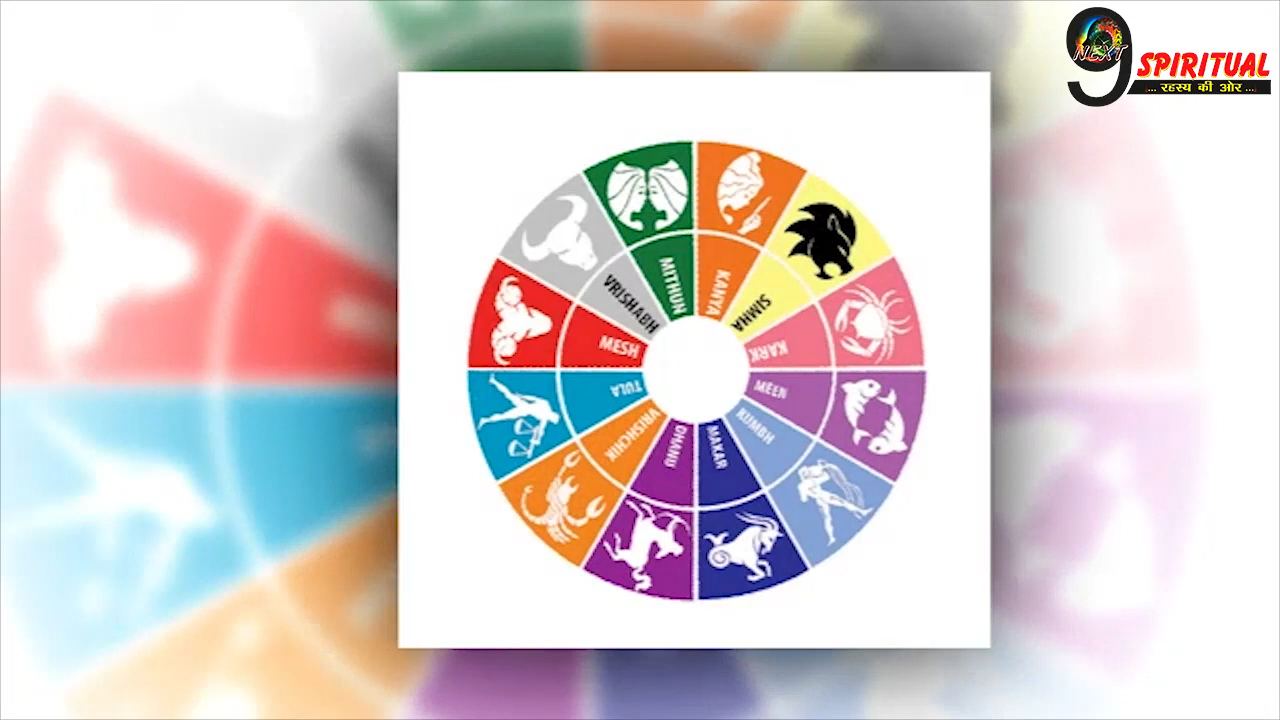 9
NEXT
SPIRITUAL
... रहस्य की ओर ...
MITHUN
KANYA
SIMHA
KARK
MEEN
KUMBH
MAKAR
DHANU
VRISHCHIK
TULA
MESH
VRISHABH